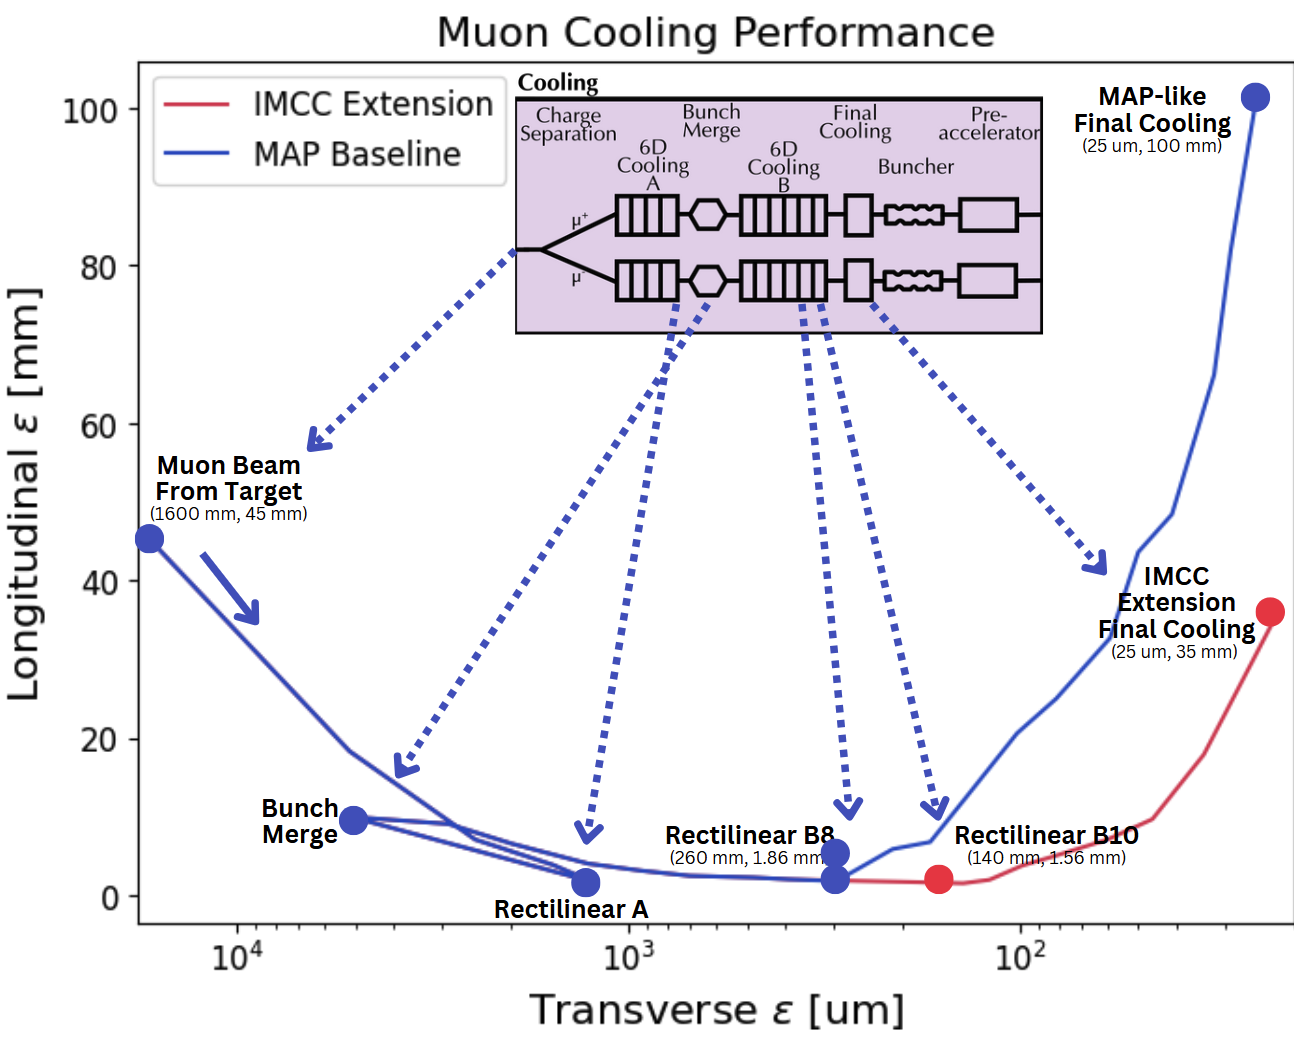 Muon Cooling Performance
IMCC Extension
MAP Baseline
Cooling
Charge
Separation
Bunch
Merge
Final
Cooling
Pre-
accelerator
6D
Cooling
A
6D
Cooling
B
Buncher
μ+
μ-
MAP-like
Final Cooling
(25 um, 100 mm)
Muon Beam
From Target
(1600 mm, 45 mm)
IMCC
Extension
Final Cooling
(25 um, 35 mm)
Bunch
Merge
Rectilinear B8
(260 mm, 1.86 mm
Rectilinear B10
(140 mm, 1.56 mm)
Rectilinear A
Longitudinal ε [mm]
100
80
60
40
20
0
10⁴
10³
10²
Transverse ε [um]